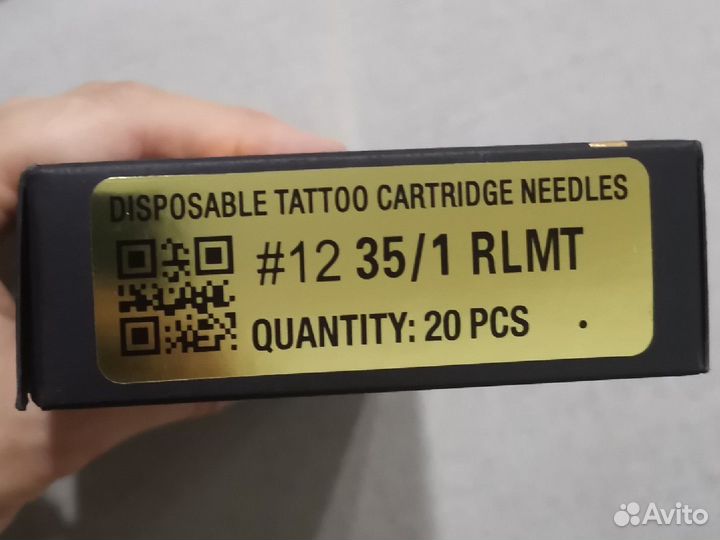 DISPOSABLE TATTOO CARTRIDGE NEEDLES
#12 35/1 RLMT
QUANTITY: 20 PCS
Avito